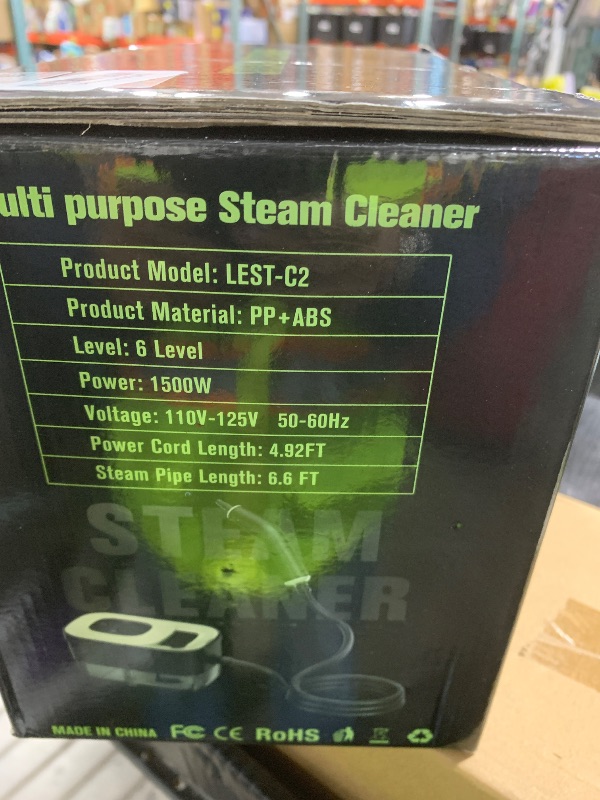 ulti purpose Steam Cleaner
Product Model: LEST-C2
Product Material: PP+ABS
Level: 6 Level
Power: 1500W
Voltage: 110V-125V 50-60Hz
Power Cord Length: 4.92FT
Steam Pipe Length: 6.6 FT
STEAM
CLEANER
MADE IN CHINA FC CE RoHS